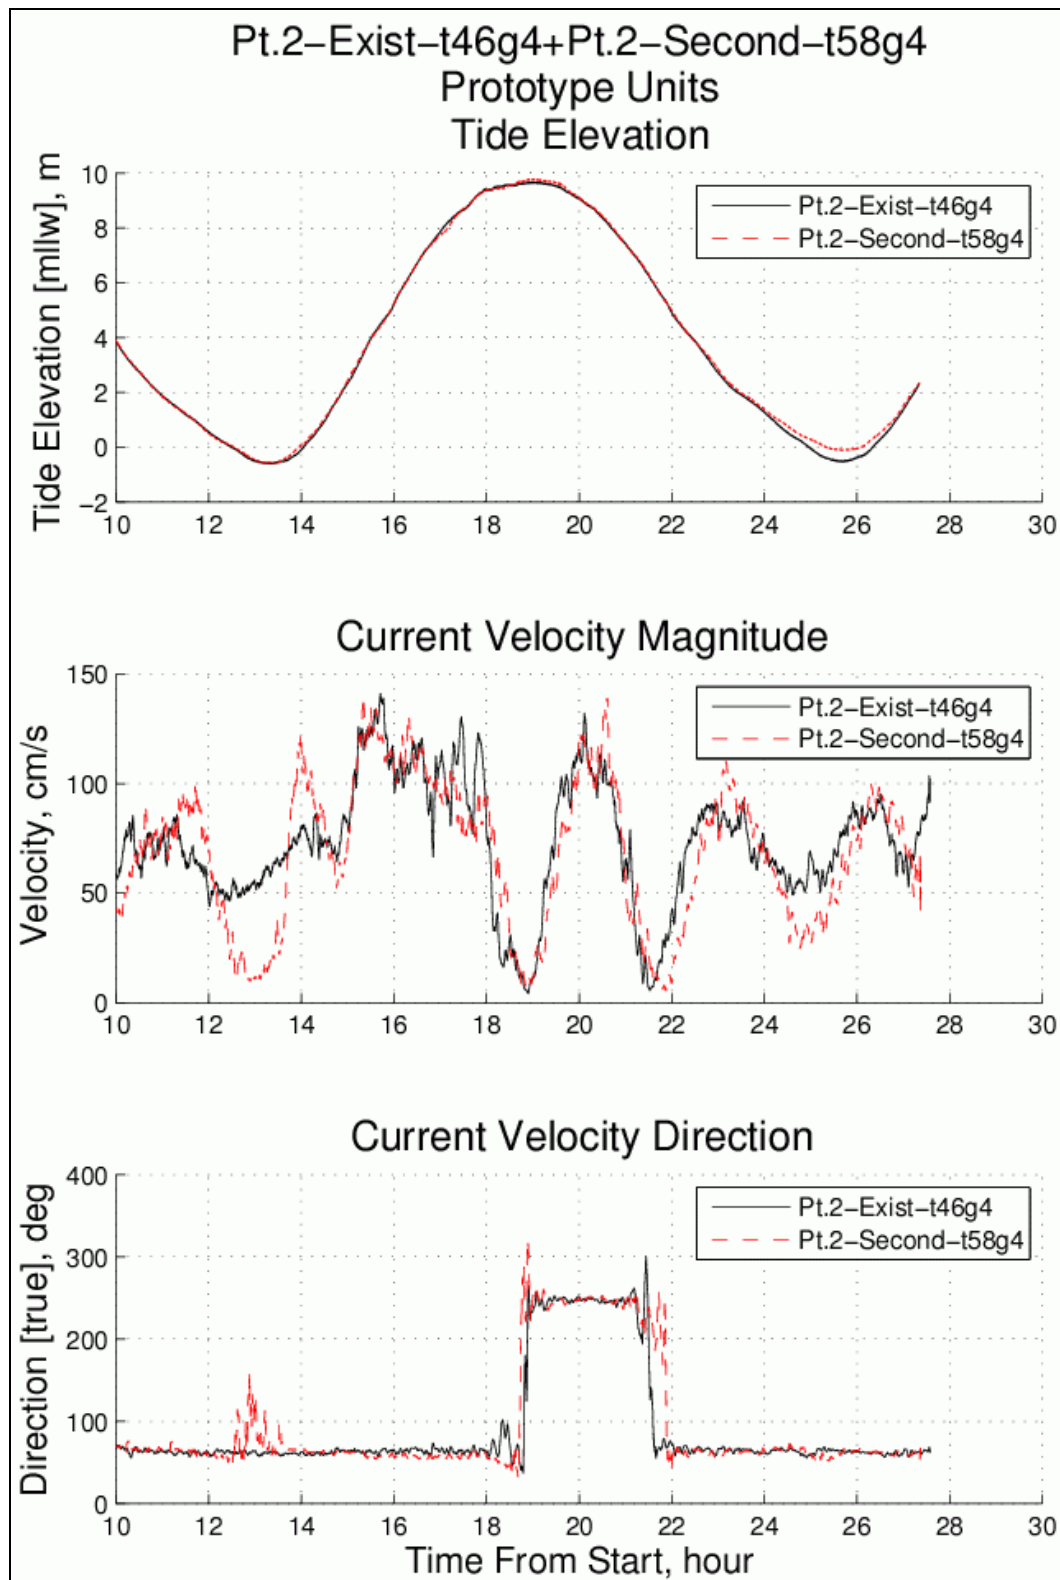 Pt.2–Exist–t46g4+Pt.2–Second–t58g4
Prototype Units
Tide Elevation
Tide Elevation [mllw], m
10
8
6
4
2
0
−2
Pt.2–Exist–t46g4
Pt.2–Second–t58g4
10 12 14 16 18 20 22 24 26 28 30
Current Velocity Magnitude
Velocity, cm/s
150
100
50
0
Pt.2–Exist–t46g4
Pt.2–Second–t58g4
10 12 14 16 18 20 22 24 26 28 30
Current Velocity Direction
Direction [true], deg
400
300
200
100
0
Pt.2–Exist–t46g4
Pt.2–Second–t58g4
10 12 14 16 18 20 22 24 26 28 30
Time From Start, hour